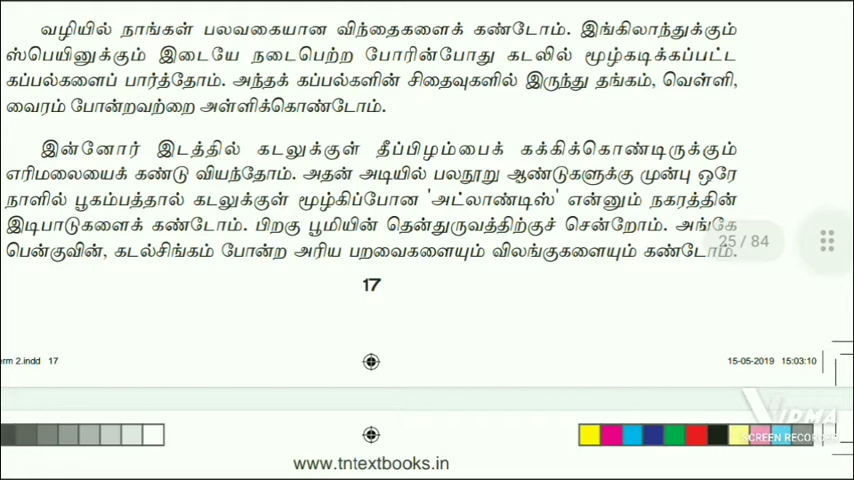 வழியில் நாங்கள் பலவகையான விந்தைகளைக் கண்டோம். இங்கிலாந்துக்கும்
ஸ்பெயினுக்கும் இடையே நடைபெற்ற போரின்போது கடலில் மூழ்கடிக்கப்பட்ட
கப்பல்களைப் பார்த்தோம். அந்தக் கப்பல்களின் சிதைவுகளில் இருந்து தங்கம், வெள்ளி,
வைரம் போன்றவற்றை அள்ளிக்கொண்டோம்.
இன்னோர் இடத்தில் கடலுக்குள் தீப்பிழம்பைக் கக்கிக்கொண்டிருக்கும்
எரிமலையைக் கண்டு வியந்தோம். அதன் அடியில் பலநூறு ஆண்டுகளுக்கு முன்பு ஒரே
நாளில் பூகம்பத்தால் கடலுக்குள் மூழ்கிப்போன 'அட்லாண்டிஸ்' என்னும் நகரத்தின்
இடிபாடுகளைக் கண்டோம். பிறகு பூமியின் தென்துருவத்திற்குச் சென்றோம். அங்கே
பென்குவின், கடல்சிங்கம் போன்ற அரிய பறவைகளையும் விலங்குகளையும் கண்டோம்.
25 / 84
17
erm 2.indd 17
15-05-2019 15:03:10
VIDMA
SCREEN RECORDER
www.tntextbooks.in